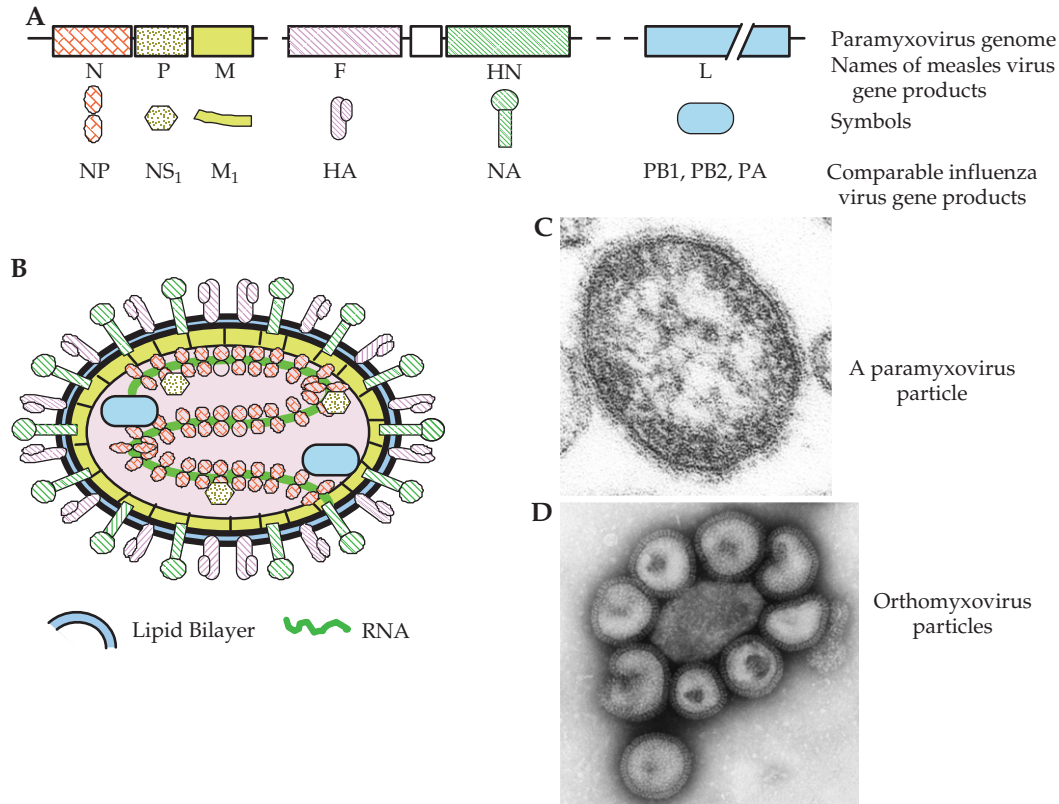 A
Paramyxovirus genome
N P M F HN L
Names of measles virus
gene products
Symbols
NP NS₁ M₁ HA NA PB1, PB2, PA
Comparable influenza
virus gene products
B
Lipid Bilayer
RNA
C
A paramyxovirus
particle
D
Orthomyxovirus
particles